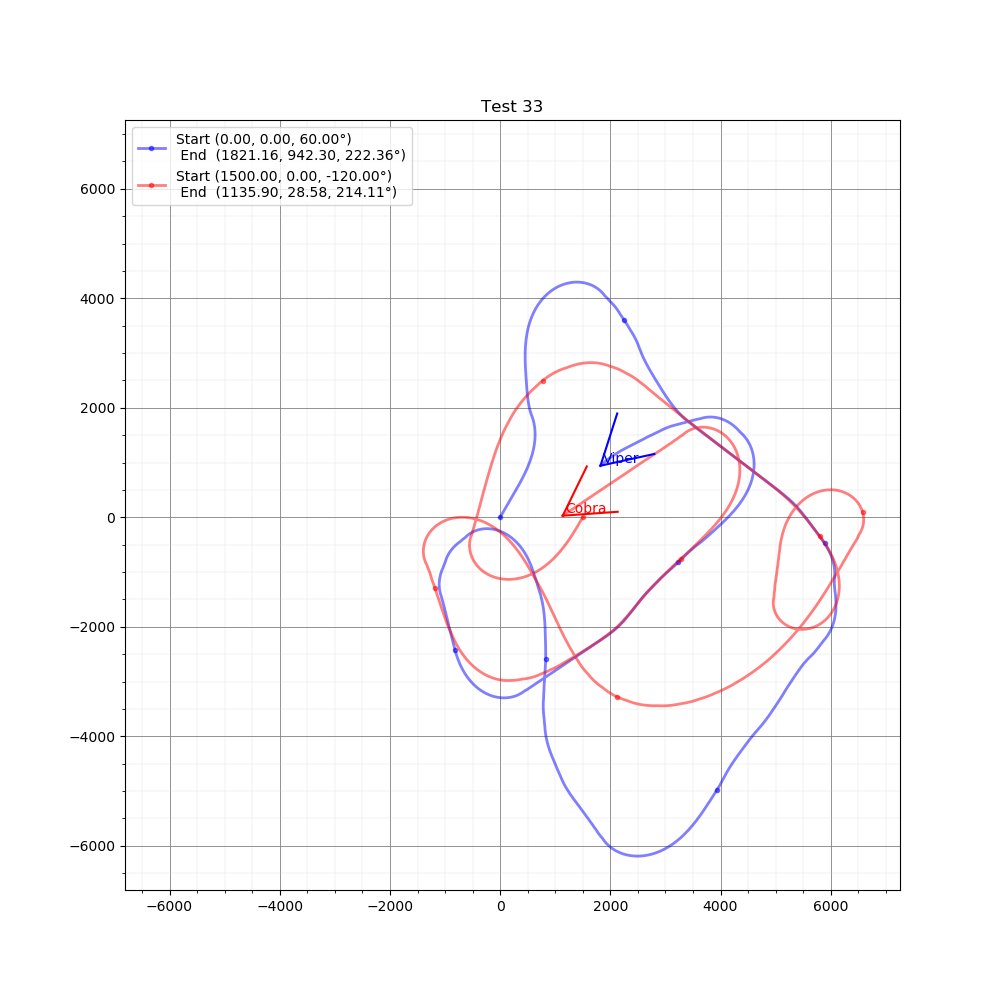 Test 33
Start (0.00, 0.00, 60.00°)
End (1821.16, 942.30, 222.36°)
Start (1500.00, 0.00, -120.00°)
End (1135.90, 28.58, 214.11°)
6000
4000
2000
0
−2000
−4000
−6000
Viper
Cobra
−6000 −4000 −2000 0 2000 4000 6000